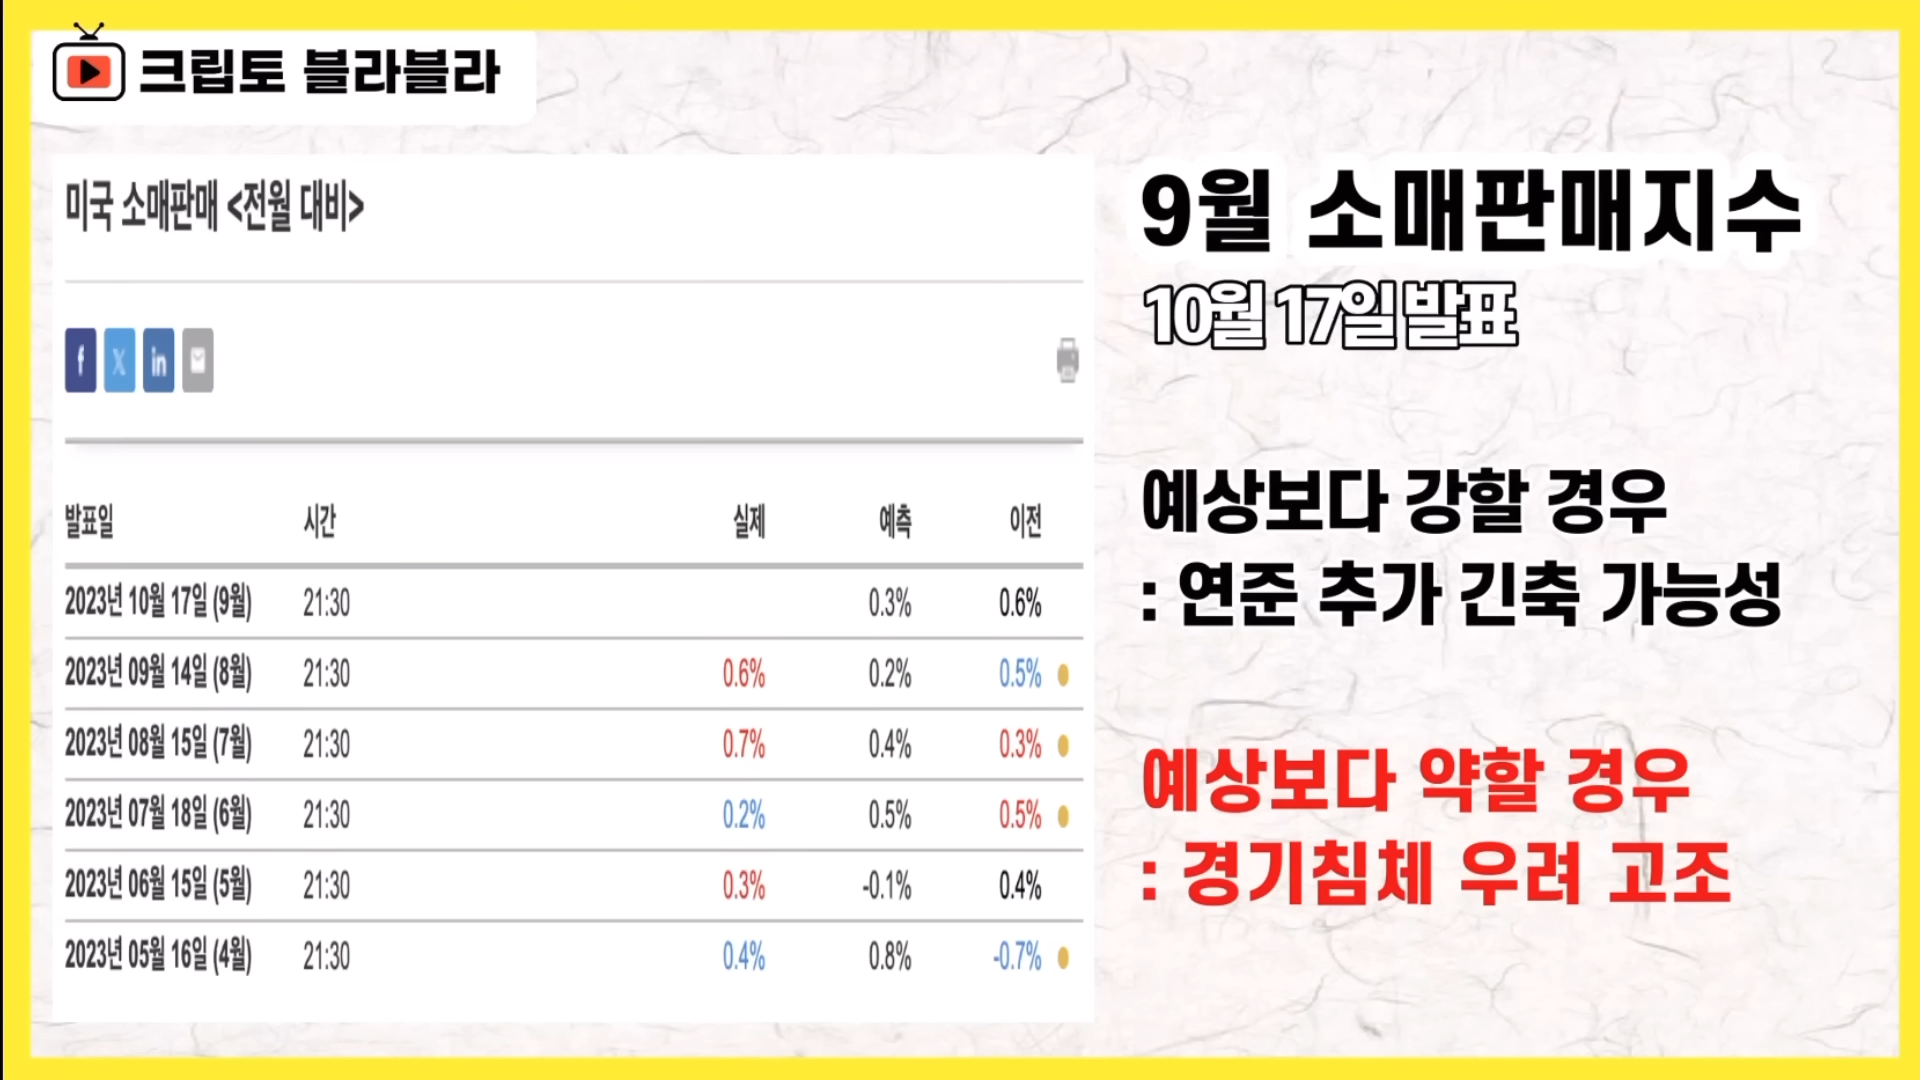 크립토 블라블라
미국 소매판매 <전월 대비>
f X in
발표일 시간 실제 예측 이전
2023년 10월 17일 (9월) 21:30 0.3% 0.6%
2023년 09월 14일 (8월) 21:30 0.6% 0.2% 0.5%
2023년 08월 15일 (7월) 21:30 0.7% 0.4% 0.3%
2023년 07월 18일 (6월) 21:30 0.2% 0.5% 0.5%
2023년 06월 15일 (5월) 21:30 0.3% -0.1% 0.4%
2023년 05월 16일 (4월) 21:30 0.4% 0.8% -0.7%
9월 소매판매지수
10월 17일 발표
예상보다 강할 경우
: 연준 추가 긴축 가능성
예상보다 약할 경우
: 경기침체 우려 고조